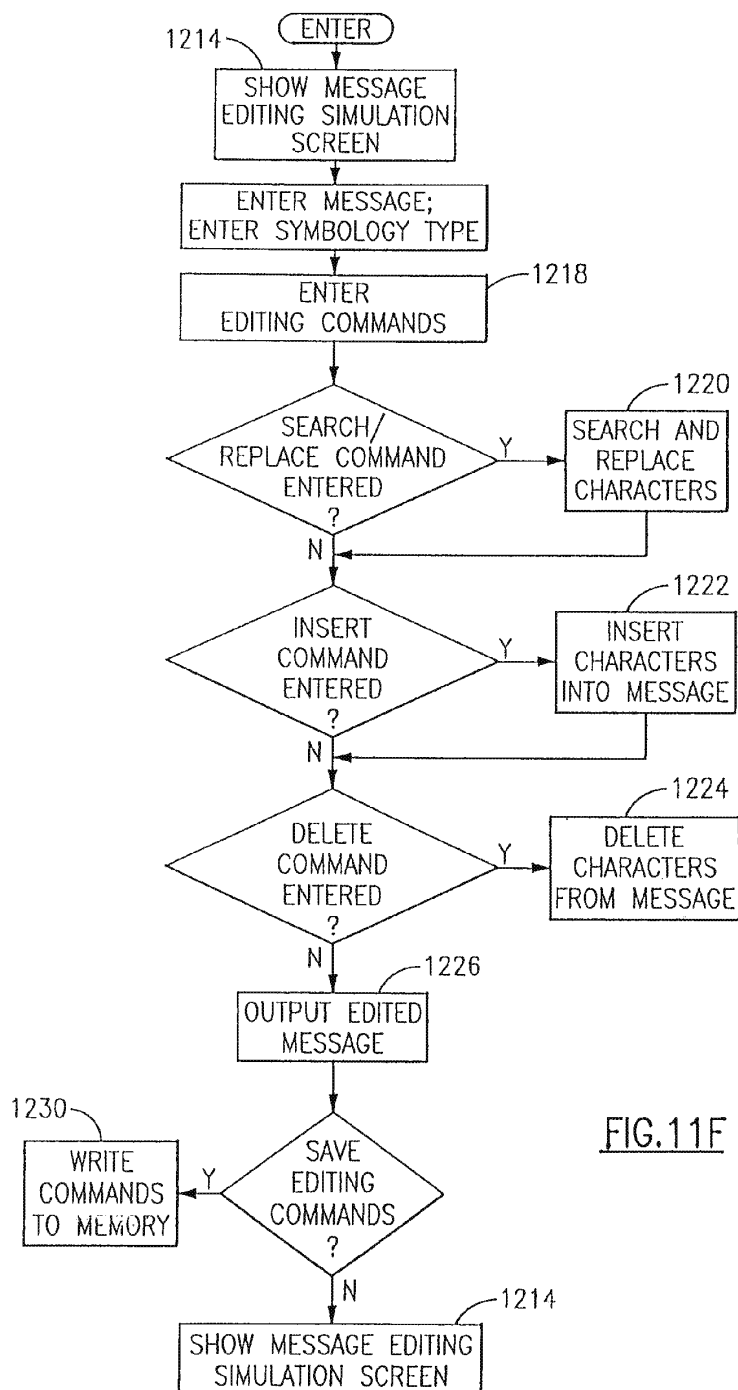 ENTER
1214
SHOW MESSAGE
EDITING SIMULATION
SCREEN
ENTER MESSAGE;
ENTER SYMBOLOGY TYPE
1218
ENTER
EDITING COMMANDS
SEARCH/
REPLACE COMMAND
ENTERED
?
Y
N
1220
SEARCH AND
REPLACE
CHARACTERS
INSERT
COMMAND
ENTERED
?
Y
N
1222
INSERT
CHARACTERS
INTO MESSAGE
DELETE
COMMAND
ENTERED
?
Y
N
1224
DELETE
CHARACTERS
FROM MESSAGE
1226
OUTPUT EDITED
MESSAGE
SAVE
EDITING
COMMANDS
?
Y
N
1230
WRITE
COMMANDS
TO MEMORY
FIG.11F
1214
SHOW MESSAGE EDITING
SIMULATION SCREEN